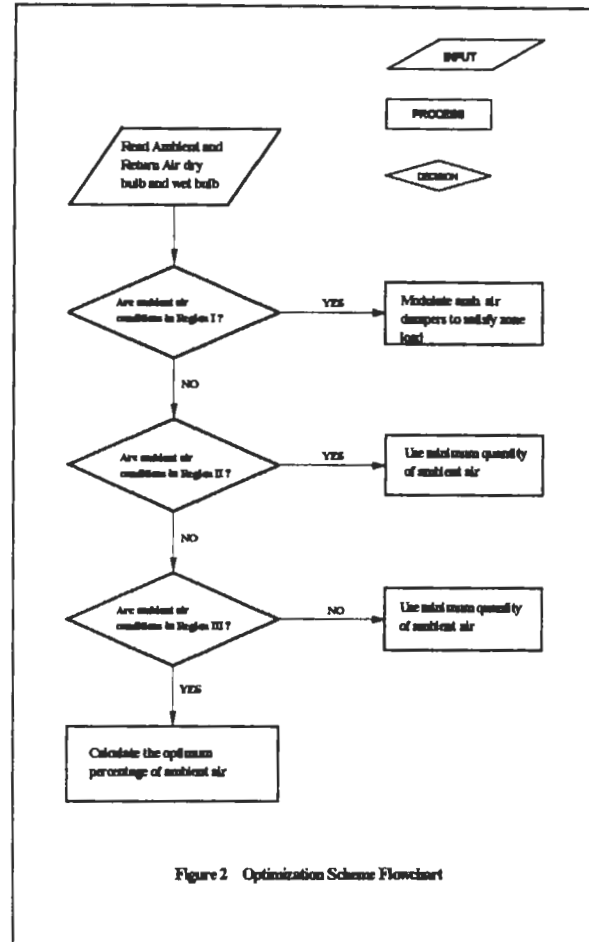 INPUT
PROCESS
DECISION
Read Ambient and
Return Air dry
bulb and wet bulb
Are ambient air
conditions in Region I ?
YES
Modulate amb. air
dampers to satisfy zone
load
NO
Are ambient air
conditions in Region II ?
YES
Use minimum quantity
of ambient air
NO
Are ambient air
conditions in Region III ?
NO
Use minimum quantity
of ambient air
YES
Calculate the optimum
percentage of ambient air
Figure 2 Optimization Scheme Flowchart